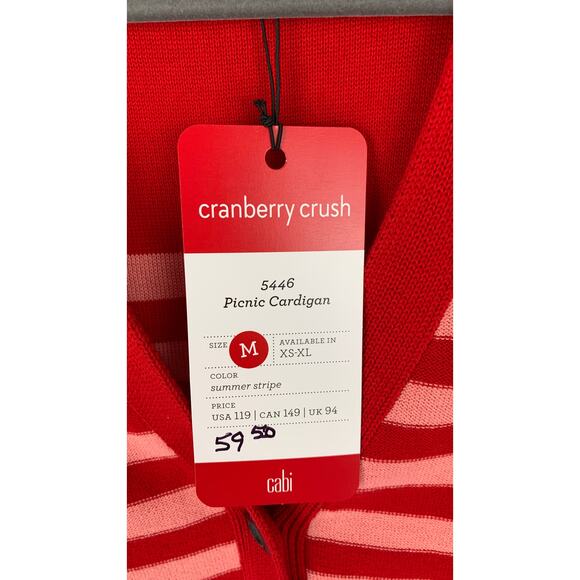 cranberry crush
5446
Picnic Cardigan
SIZE M AVAILABLE IN
XS-XL
COLOR
summer stripe
PRICE
USA 119 | CAN 149 | UK 94
59 50
cabi